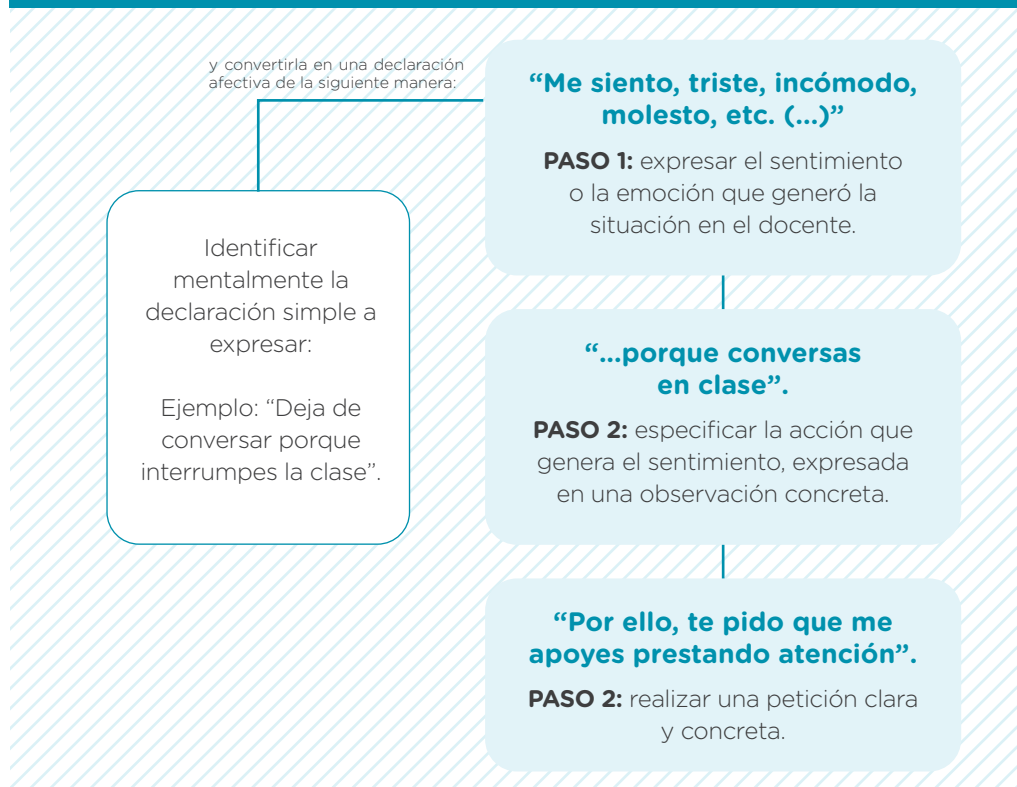 Identificar
mentalmente la
declaración simple a
expresar:
Ejemplo: “Deja de
conversar porque
interrumpes la clase”.
y convertirla en una declaración
afectiva de la siguiente manera:
“Me siento, triste, incómodo,
molesto, etc. (...)”
PASO 1: expresar el sentimiento
o la emoción que generó la
situación en el docente.
“...porque conversas
en clase”.
PASO 2: especificar la acción que
genera el sentimiento, expresada
en una observación concreta.
“Por ello, te pido que me
apoyes prestando atención”.
PASO 2: realizar una petición clara
y concreta.